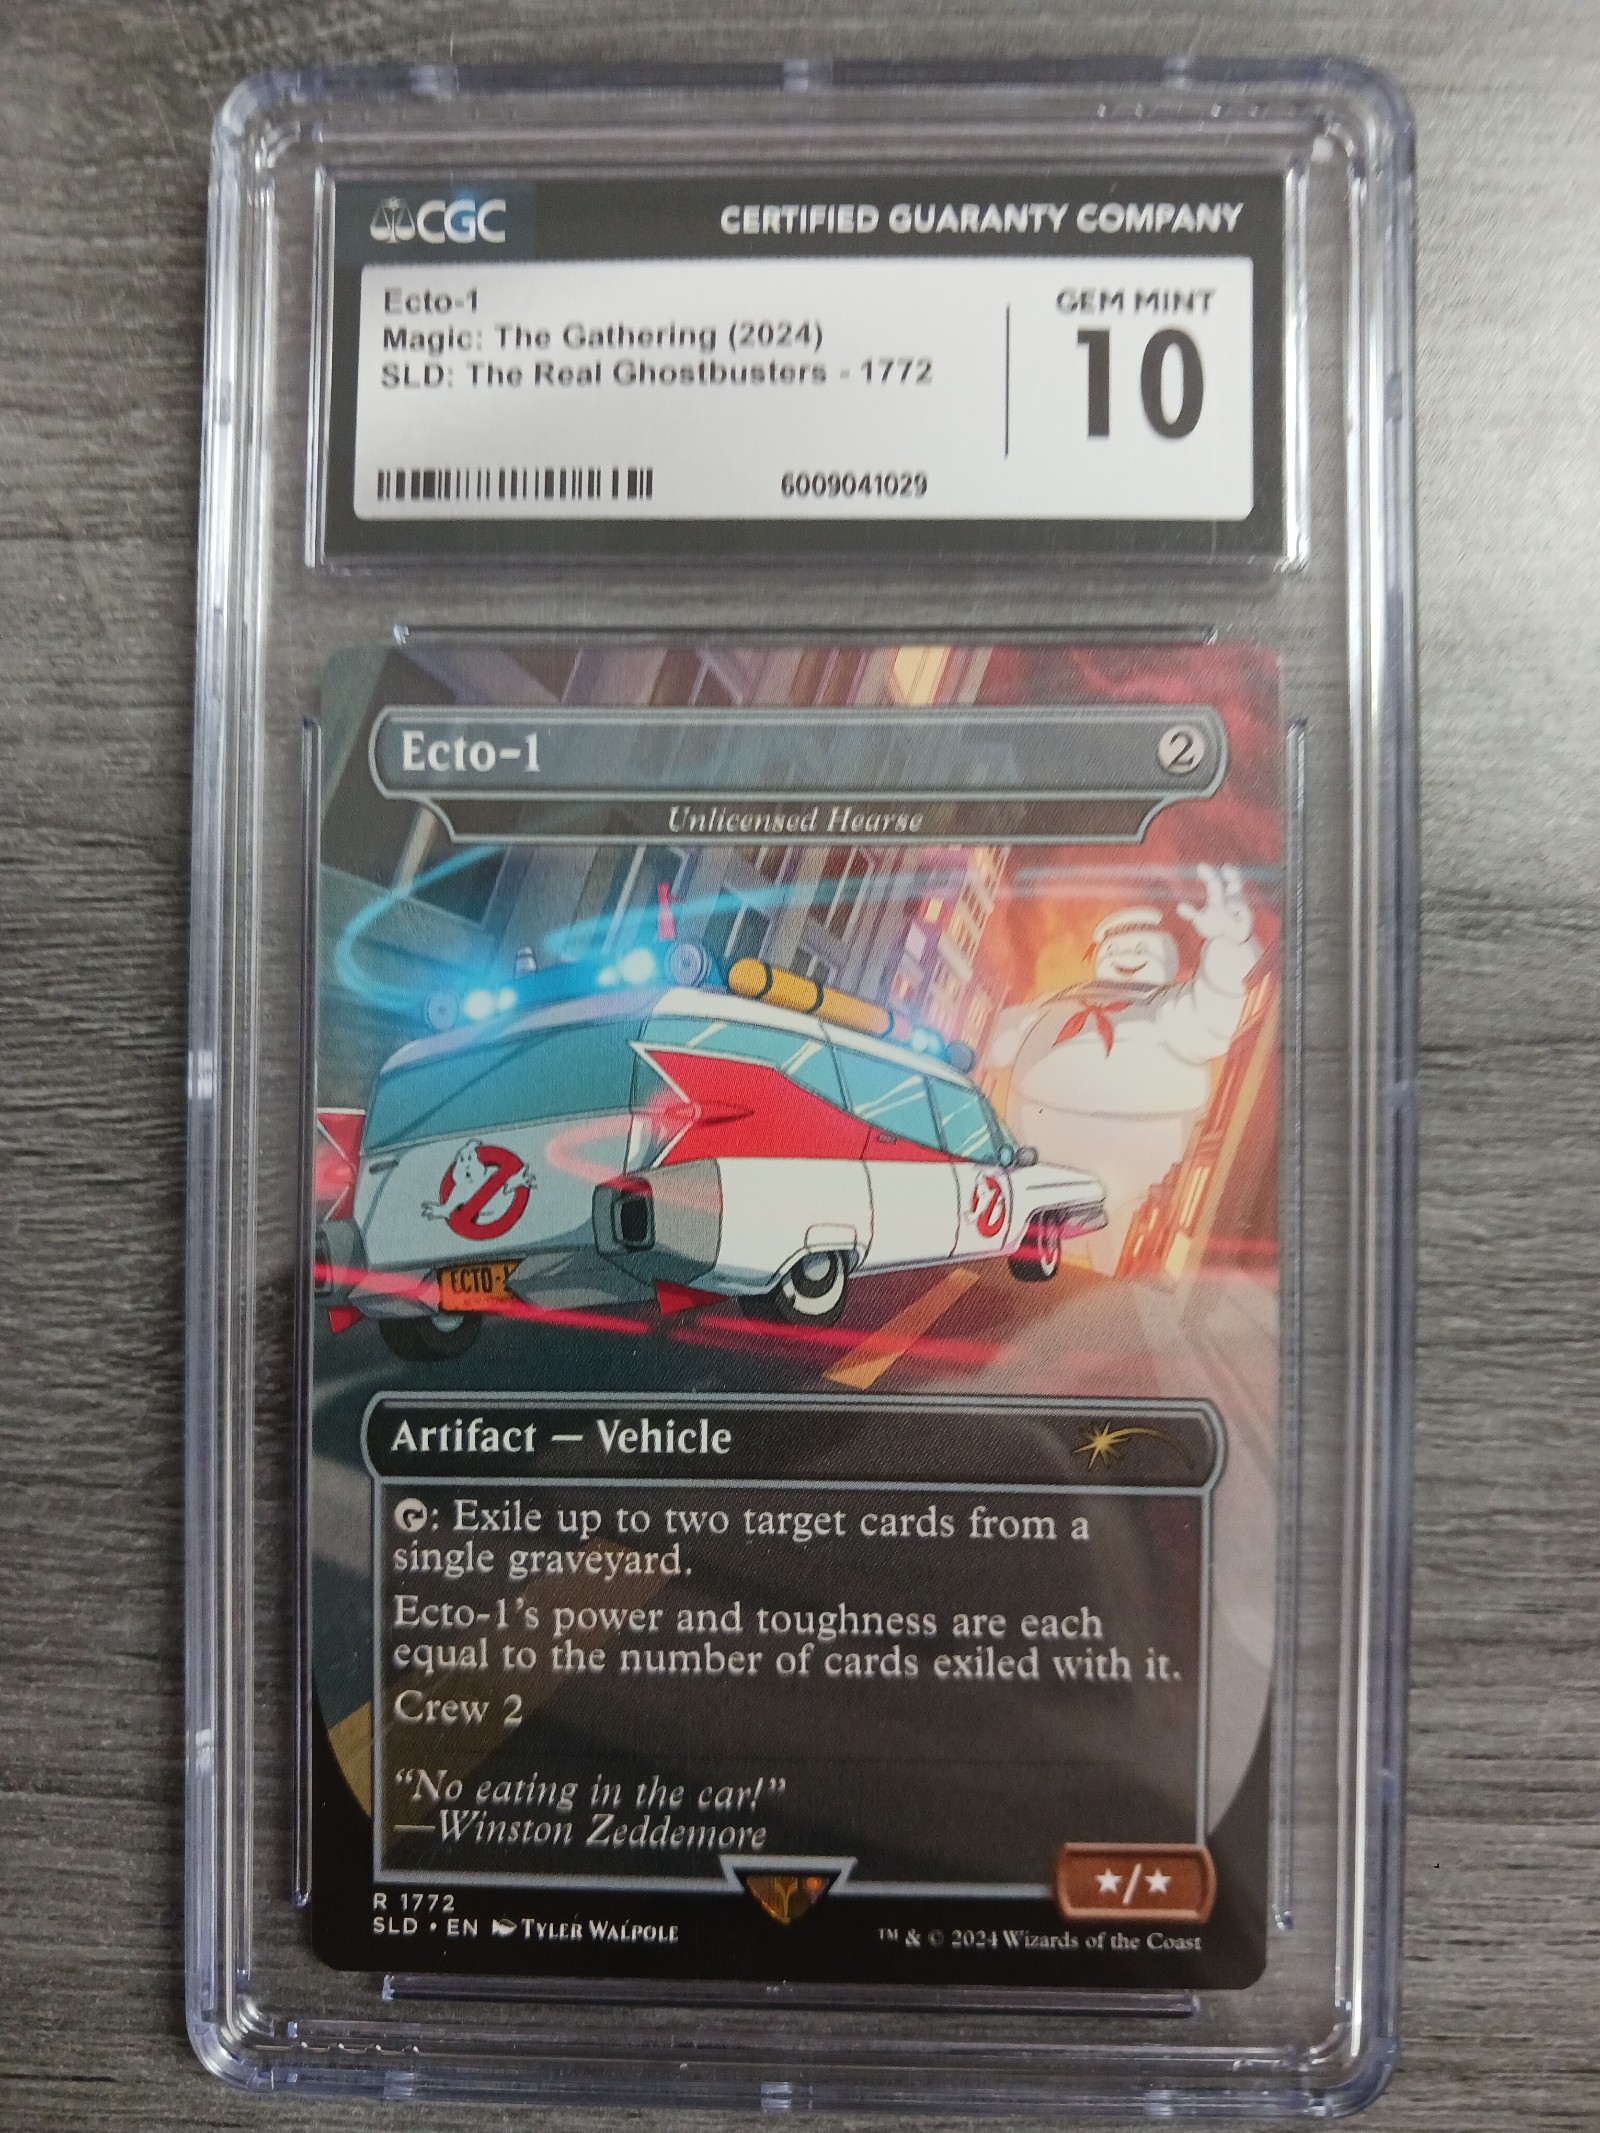 CGC
CERTIFIED GUARANTY COMPANY
Ecto-1
Magic: The Gathering (2024)
SLD: The Real Ghostbusters - 1772
GEM MINT
10
6009041029
Ecto-1
2
Unlicensed Hearse
ECTO-1
Artifact — Vehicle
: Exile up to two target cards from a
single graveyard.
Ecto-1's power and toughness are each
equal to the number of cards exiled with it.
Crew 2
“No eating in the car!”
—Winston Zeddemore
★/★
R 1772
SLD • EN TYLER WALPOLE
™ & © 2024 Wizards of the Coast